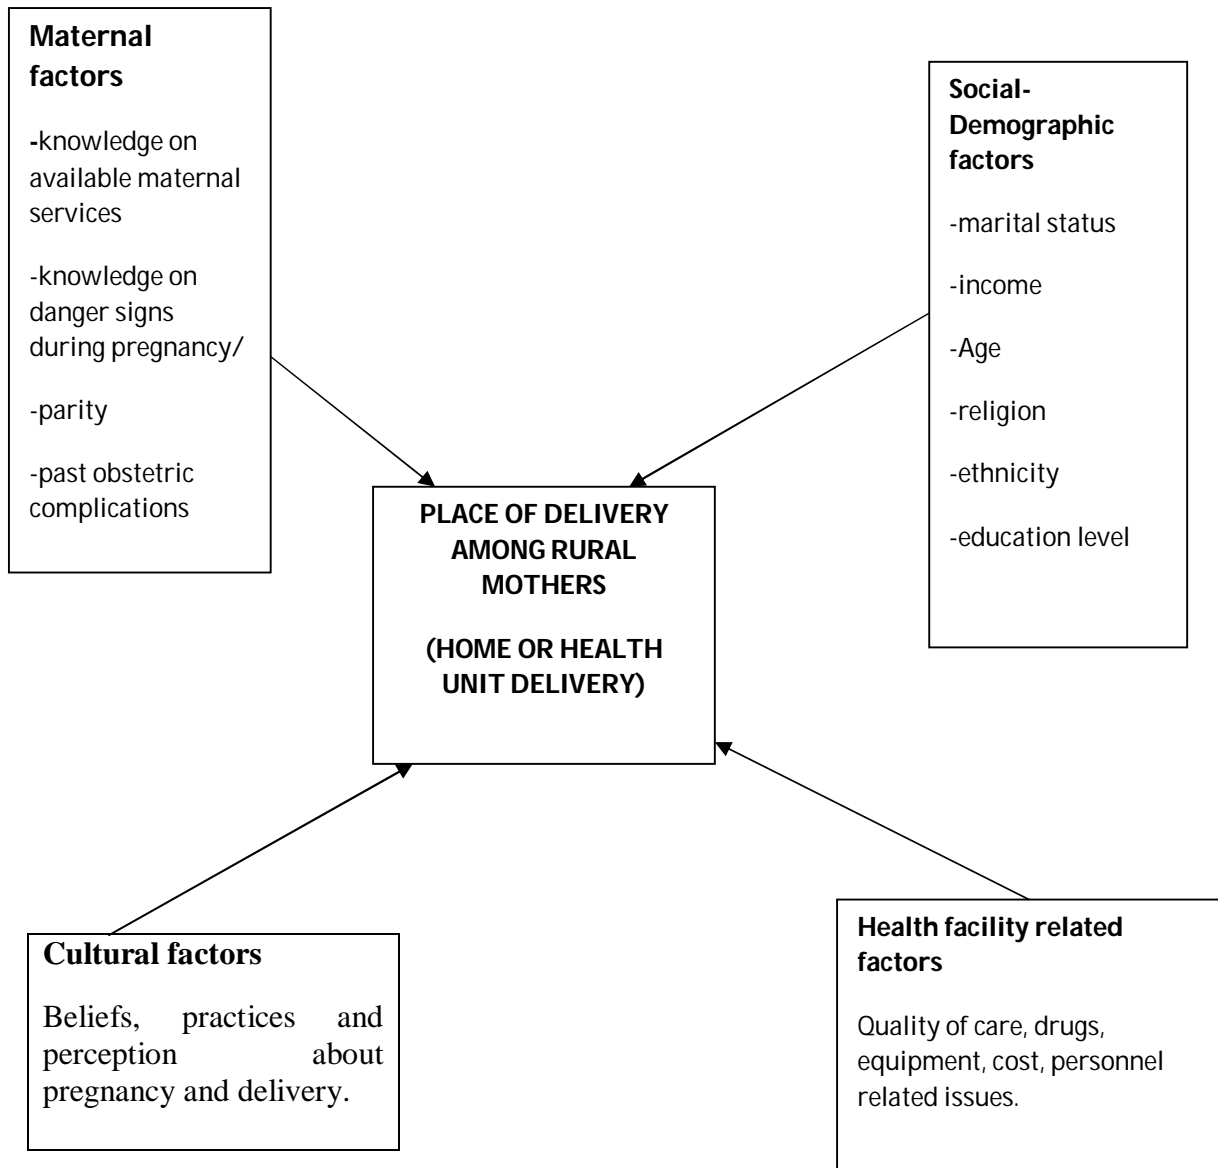 Maternal
factors
-knowledge on
available maternal
services
-knowledge on
danger signs
during pregnancy/
-parity
-past obstetric
complications
Social-
Demographic
factors
-marital status
-income
-Age
-religion
-ethnicity
-education level
PLACE OF DELIVERY
AMONG RURAL
MOTHERS
(HOME OR HEALTH
UNIT DELIVERY)
Cultural factors
Beliefs, practices and
perception about
pregnancy and delivery.
Health facility related
factors
Quality of care, drugs,
equipment, cost, personnel
related issues.